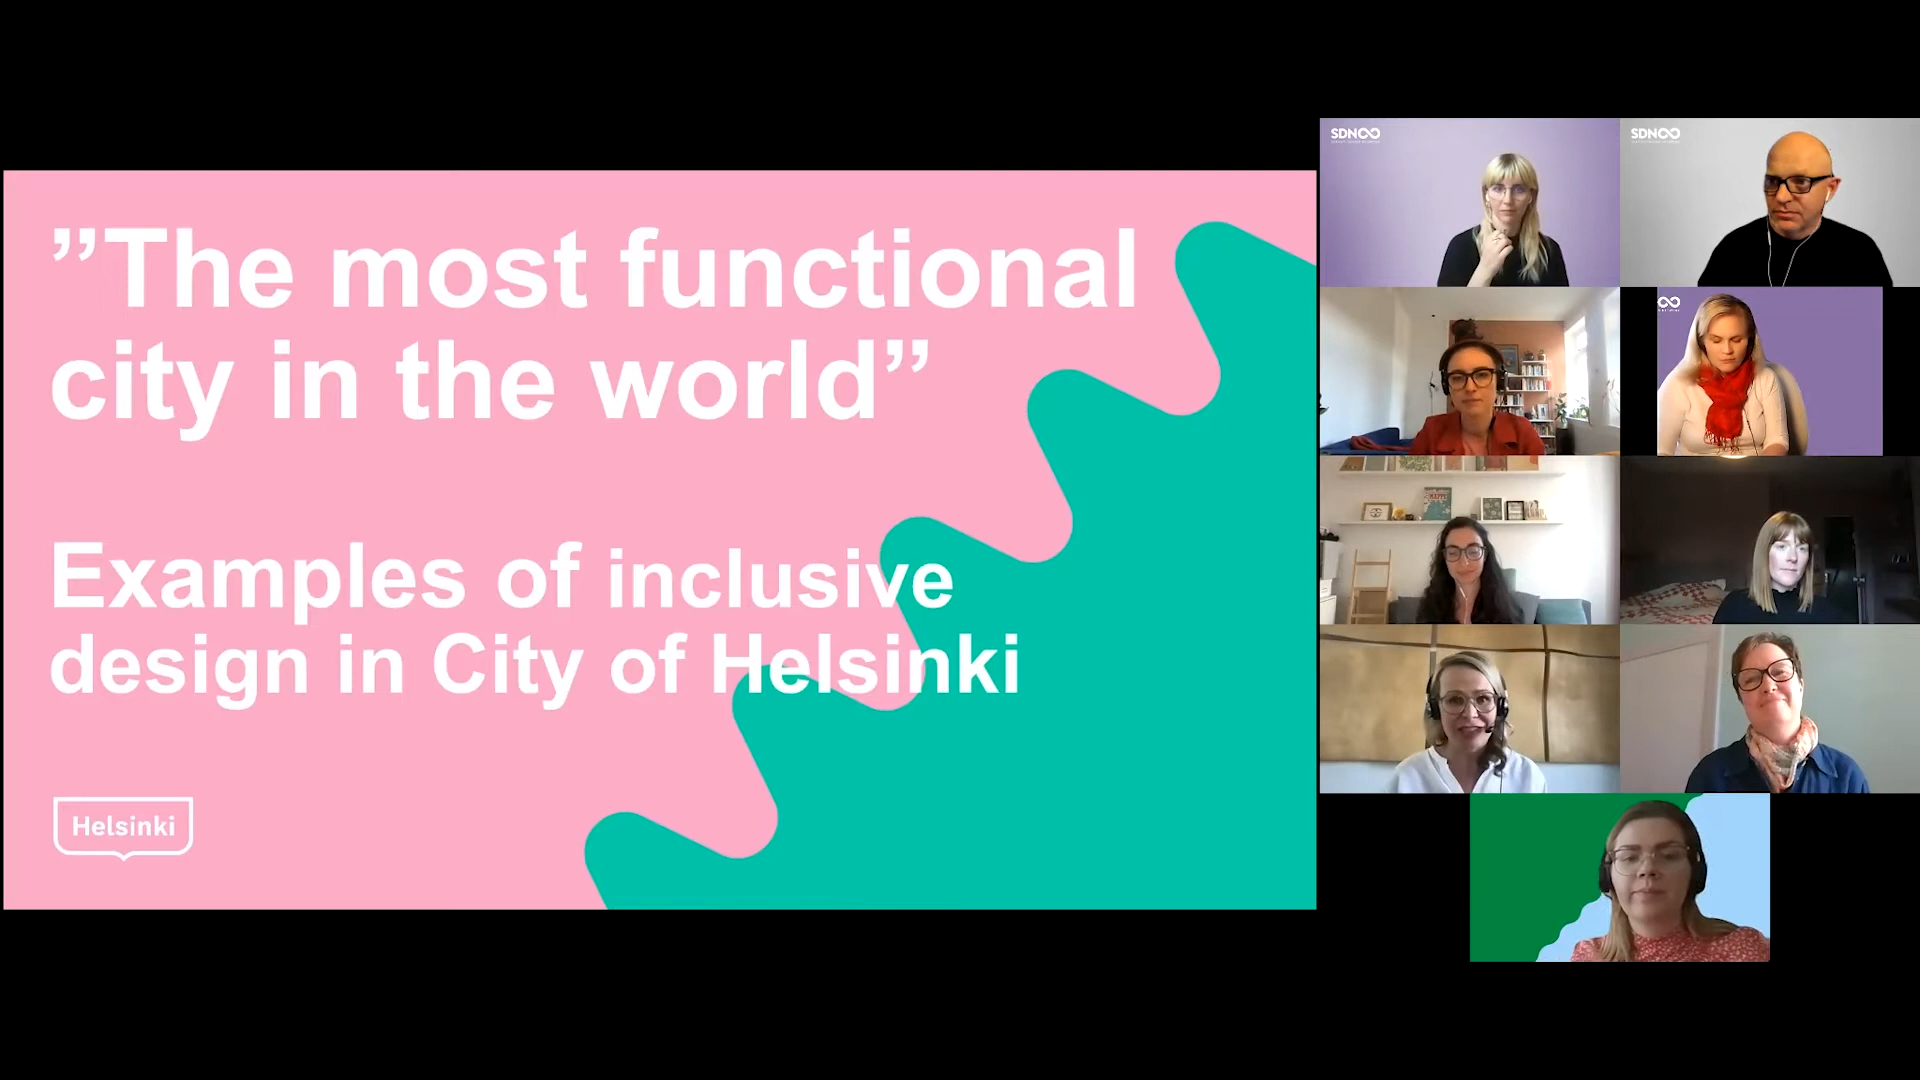 ”The most functional
city in the world”
Examples of inclusive
design in City of Helsinki
Helsinki
SDN
SDN